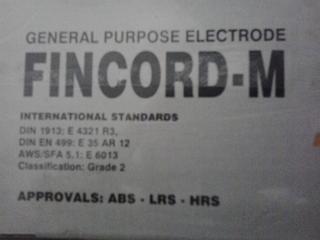 GENERAL PURPOSE ELECTRODE
FINCORD-M
INTERNATIONAL STANDARDS
DIN 1913: E 4321 R3,
DIN EN 499: E 35 AR 12
AWS/SFA 5.1: E 6013
Classification: Grade 2
APPROVALS: ABS - LRS - HRS